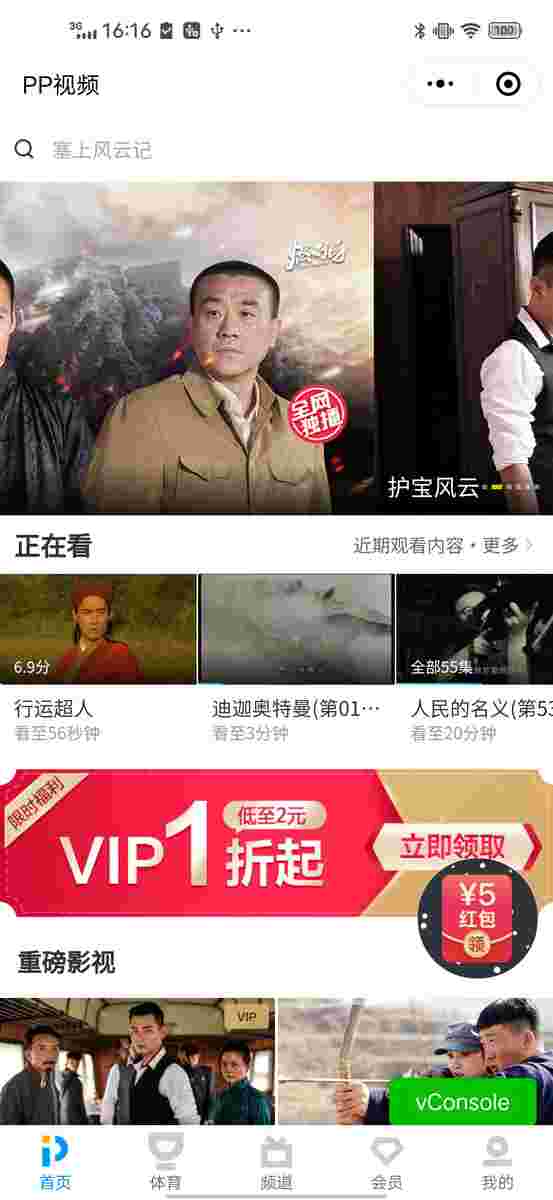 3G 16:16 100
PP视频
塞上风云记
全网
独播
护宝风云
正在看
近期观看内容·更多
6.9分
全部55集
行运超人
迪迦奥特曼(第01…
人民的名义(第53
看至56秒钟
看至3分钟
看至20分钟
限时福利
VIP1折起
低至2元
立即领取
¥5
红包
领
重磅影视
VIP
vConsole
首页
体育
频道
会员
我的